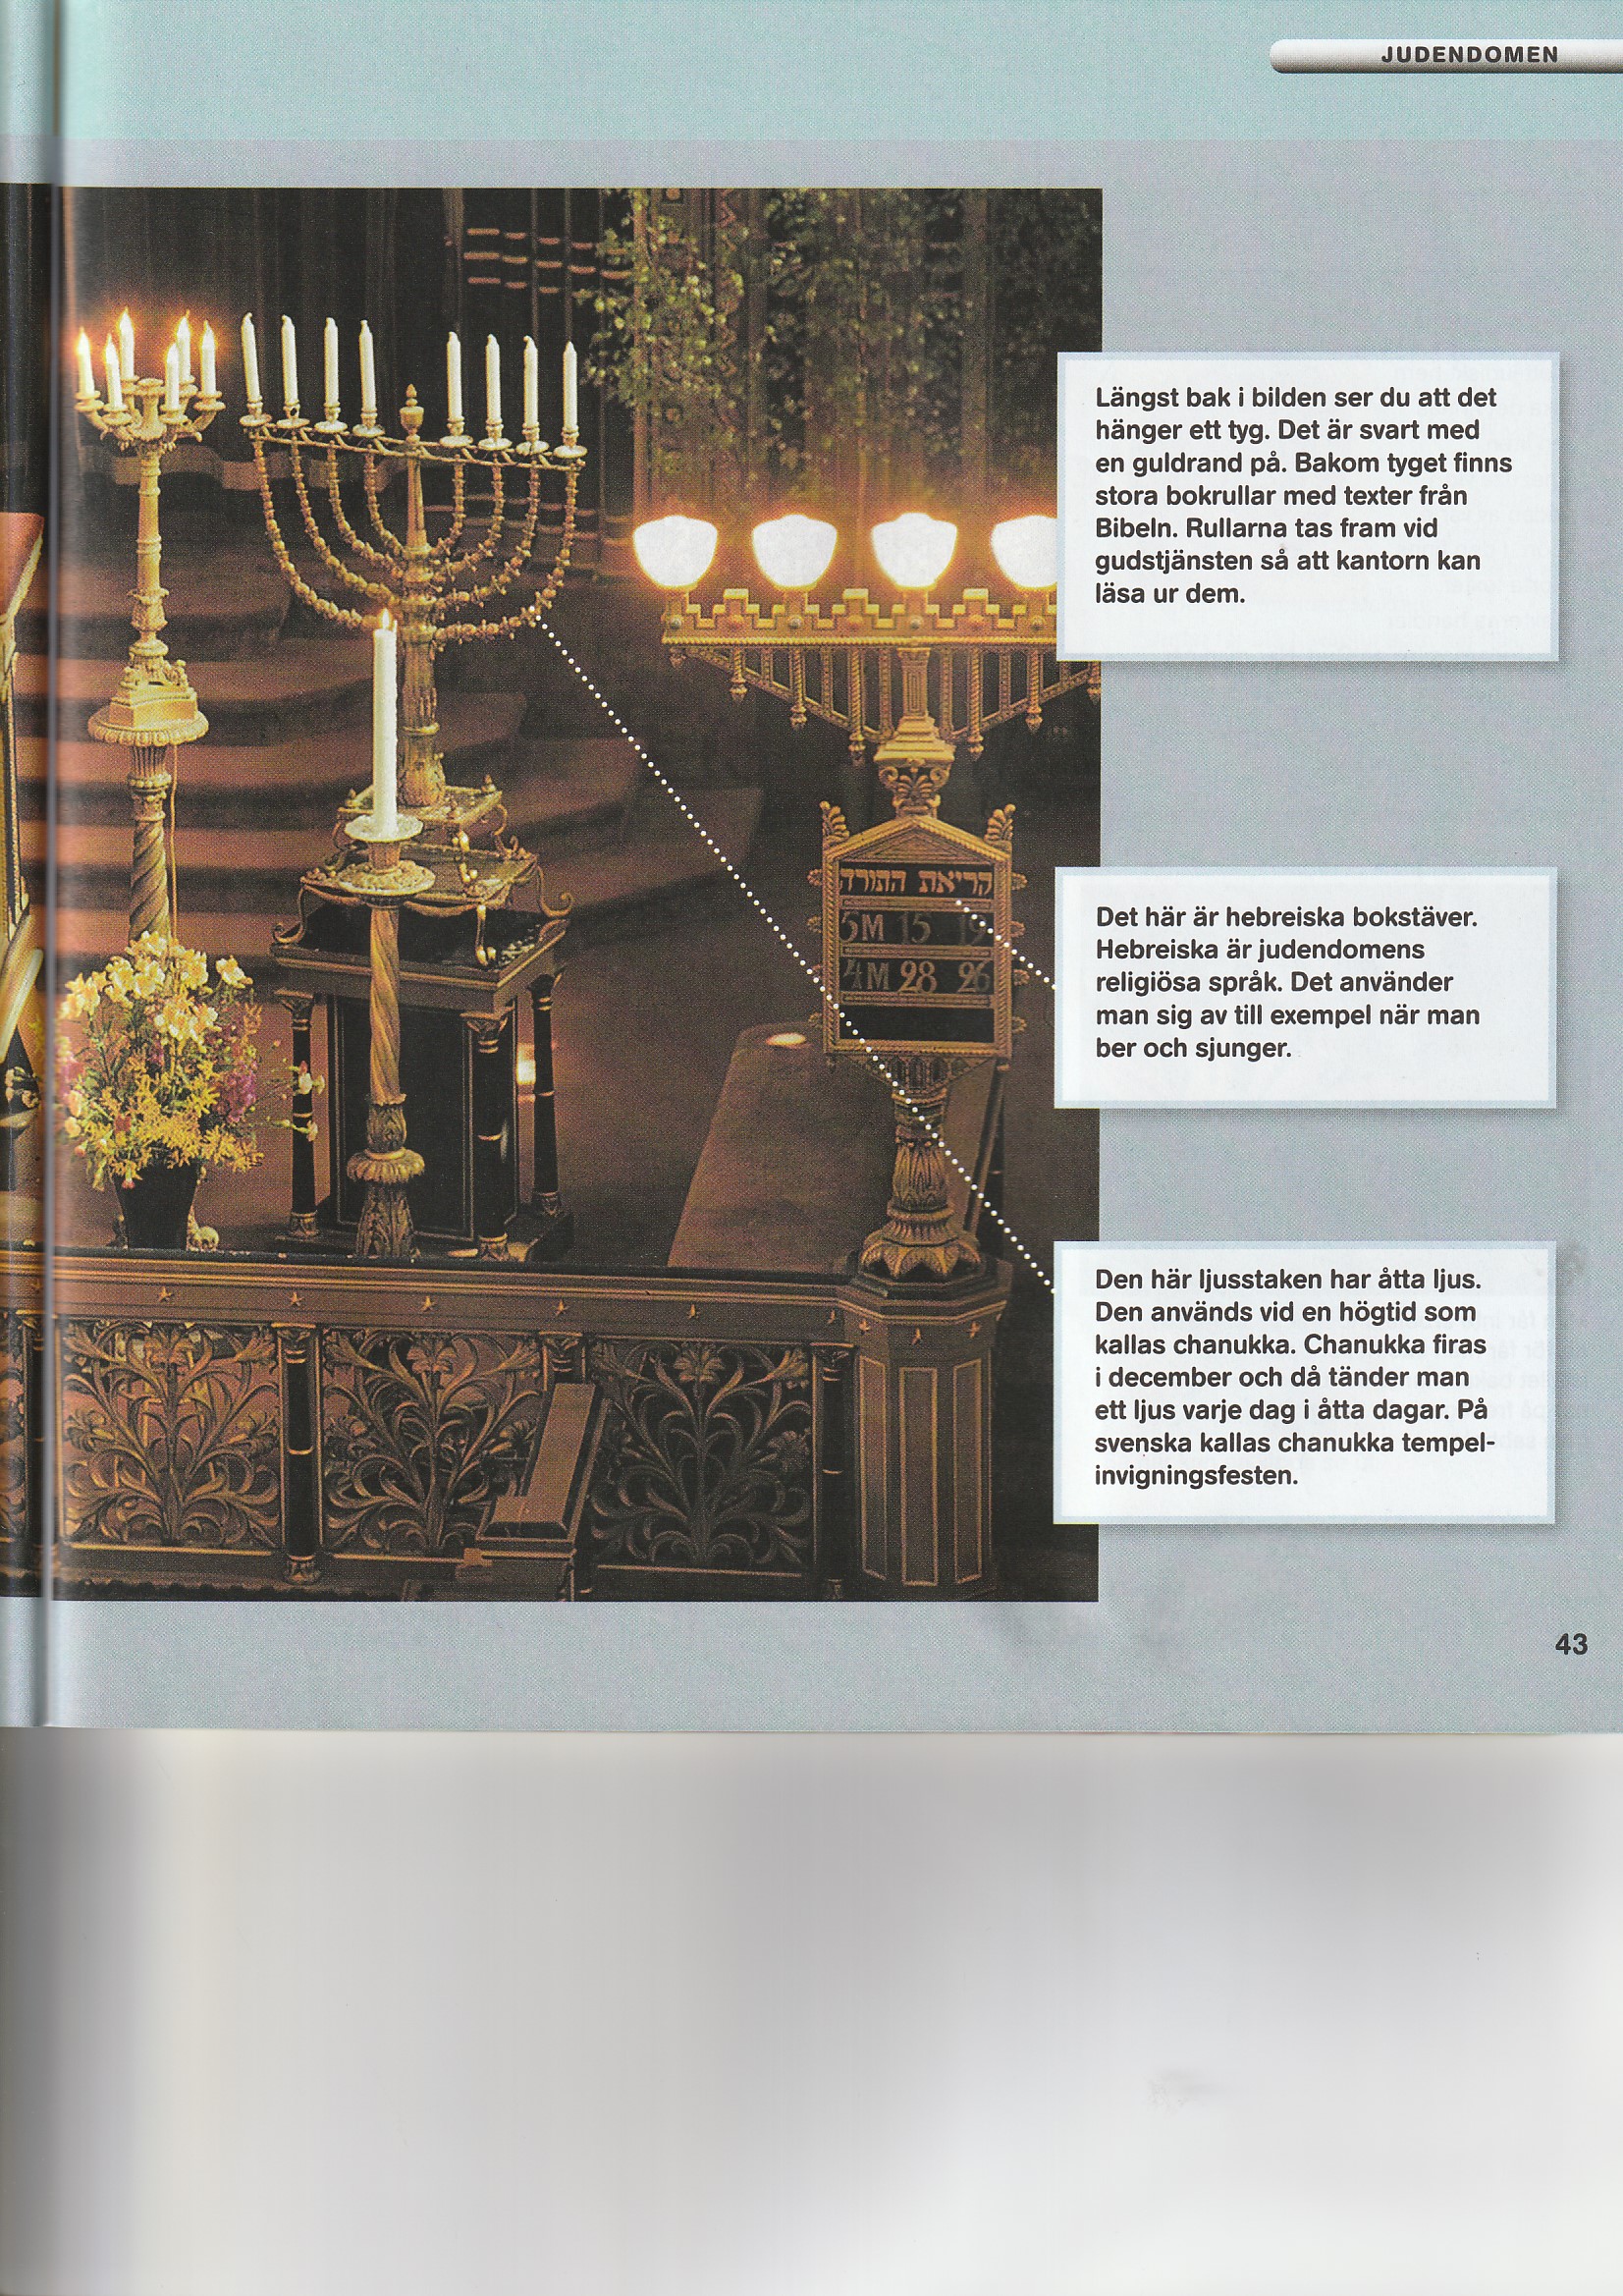 JUDENDOMEN
Längst bak i bilden ser du att det
hänger ett tyg. Det är svart med
en guldrand på. Bakom tyget finns
stora bokrullar med texter från
Bibeln. Rullarna tas fram vid
gudstjänsten så att kantorn kan
läsa ur dem.
קריאת התורה
5M 15 19
4M 28 26
Det här är hebreiska bokstäver.
Hebreiska är judendomens
religiösa språk. Det använder
man sig av till exempel när man
ber och sjunger.
Den här ljusstaken har åtta ljus.
Den används vid en högtid som
kallas chanukka. Chanukka firas
i december och då tänder man
ett ljus varje dag i åtta dagar. På
svenska kallas chanukka tempel-
invigningsfesten.
43